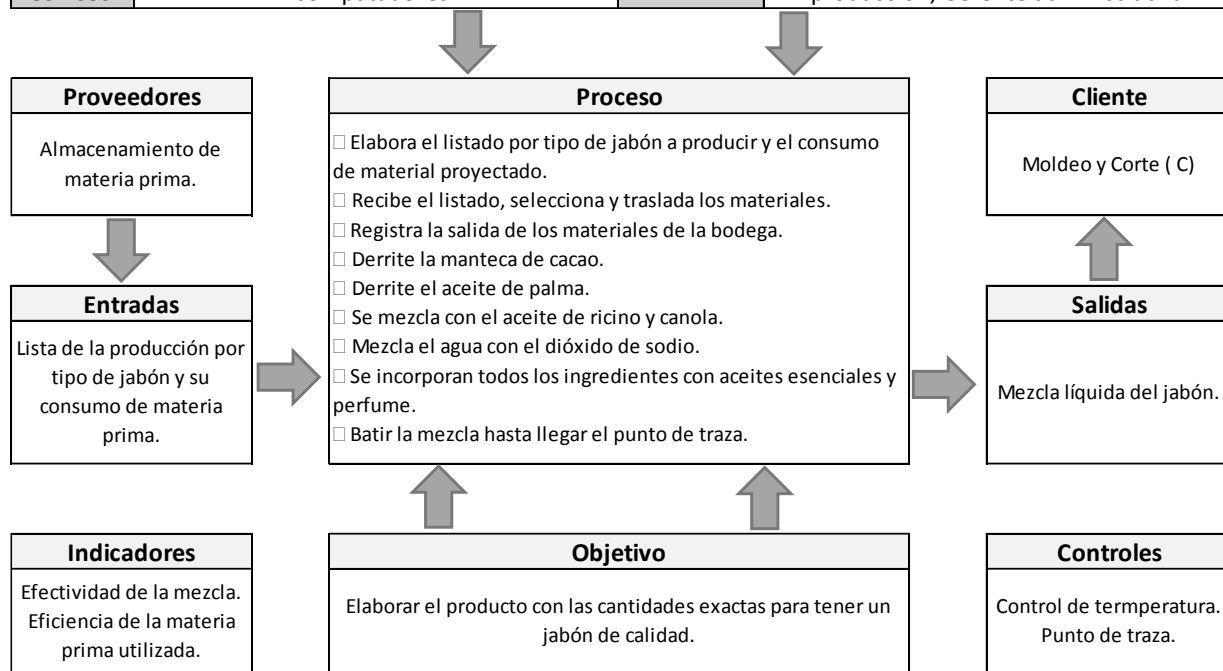 Proveedores
Almacenamiento de
materia prima.
Entradas
Lista de la producción por
tipo de jabón y su
consumo de materia
prima.
Proceso
□ Elabora el listado por tipo de jabón a producir y el consumo
de material proyectado.
□ Recibe el listado, selecciona y traslada los materiales.
□ Registra la salida de los materiales de la bodega.
□ Derrite la manteca de cacao.
□ Derrite el aceite de palma.
□ Se mezcla con el aceite de ricino y canola.
□ Mezcla el agua con el dióxido de sodio.
□ Se incorporan todos los ingredientes con aceites esenciales y
perfume.
□ Batir la mezcla hasta llegar el punto de traza.
Cliente
Moldeo y Corte ( C)
Salidas
Mezcla líquida del jabón.
Indicadores
Efectividad de la mezcla.
Eficiencia de la materia
prima utilizada.
Objetivo
Elaborar el producto con las cantidades exactas para tener un
jabón de calidad.
Controles
Control de termperatura.
Punto de traza.